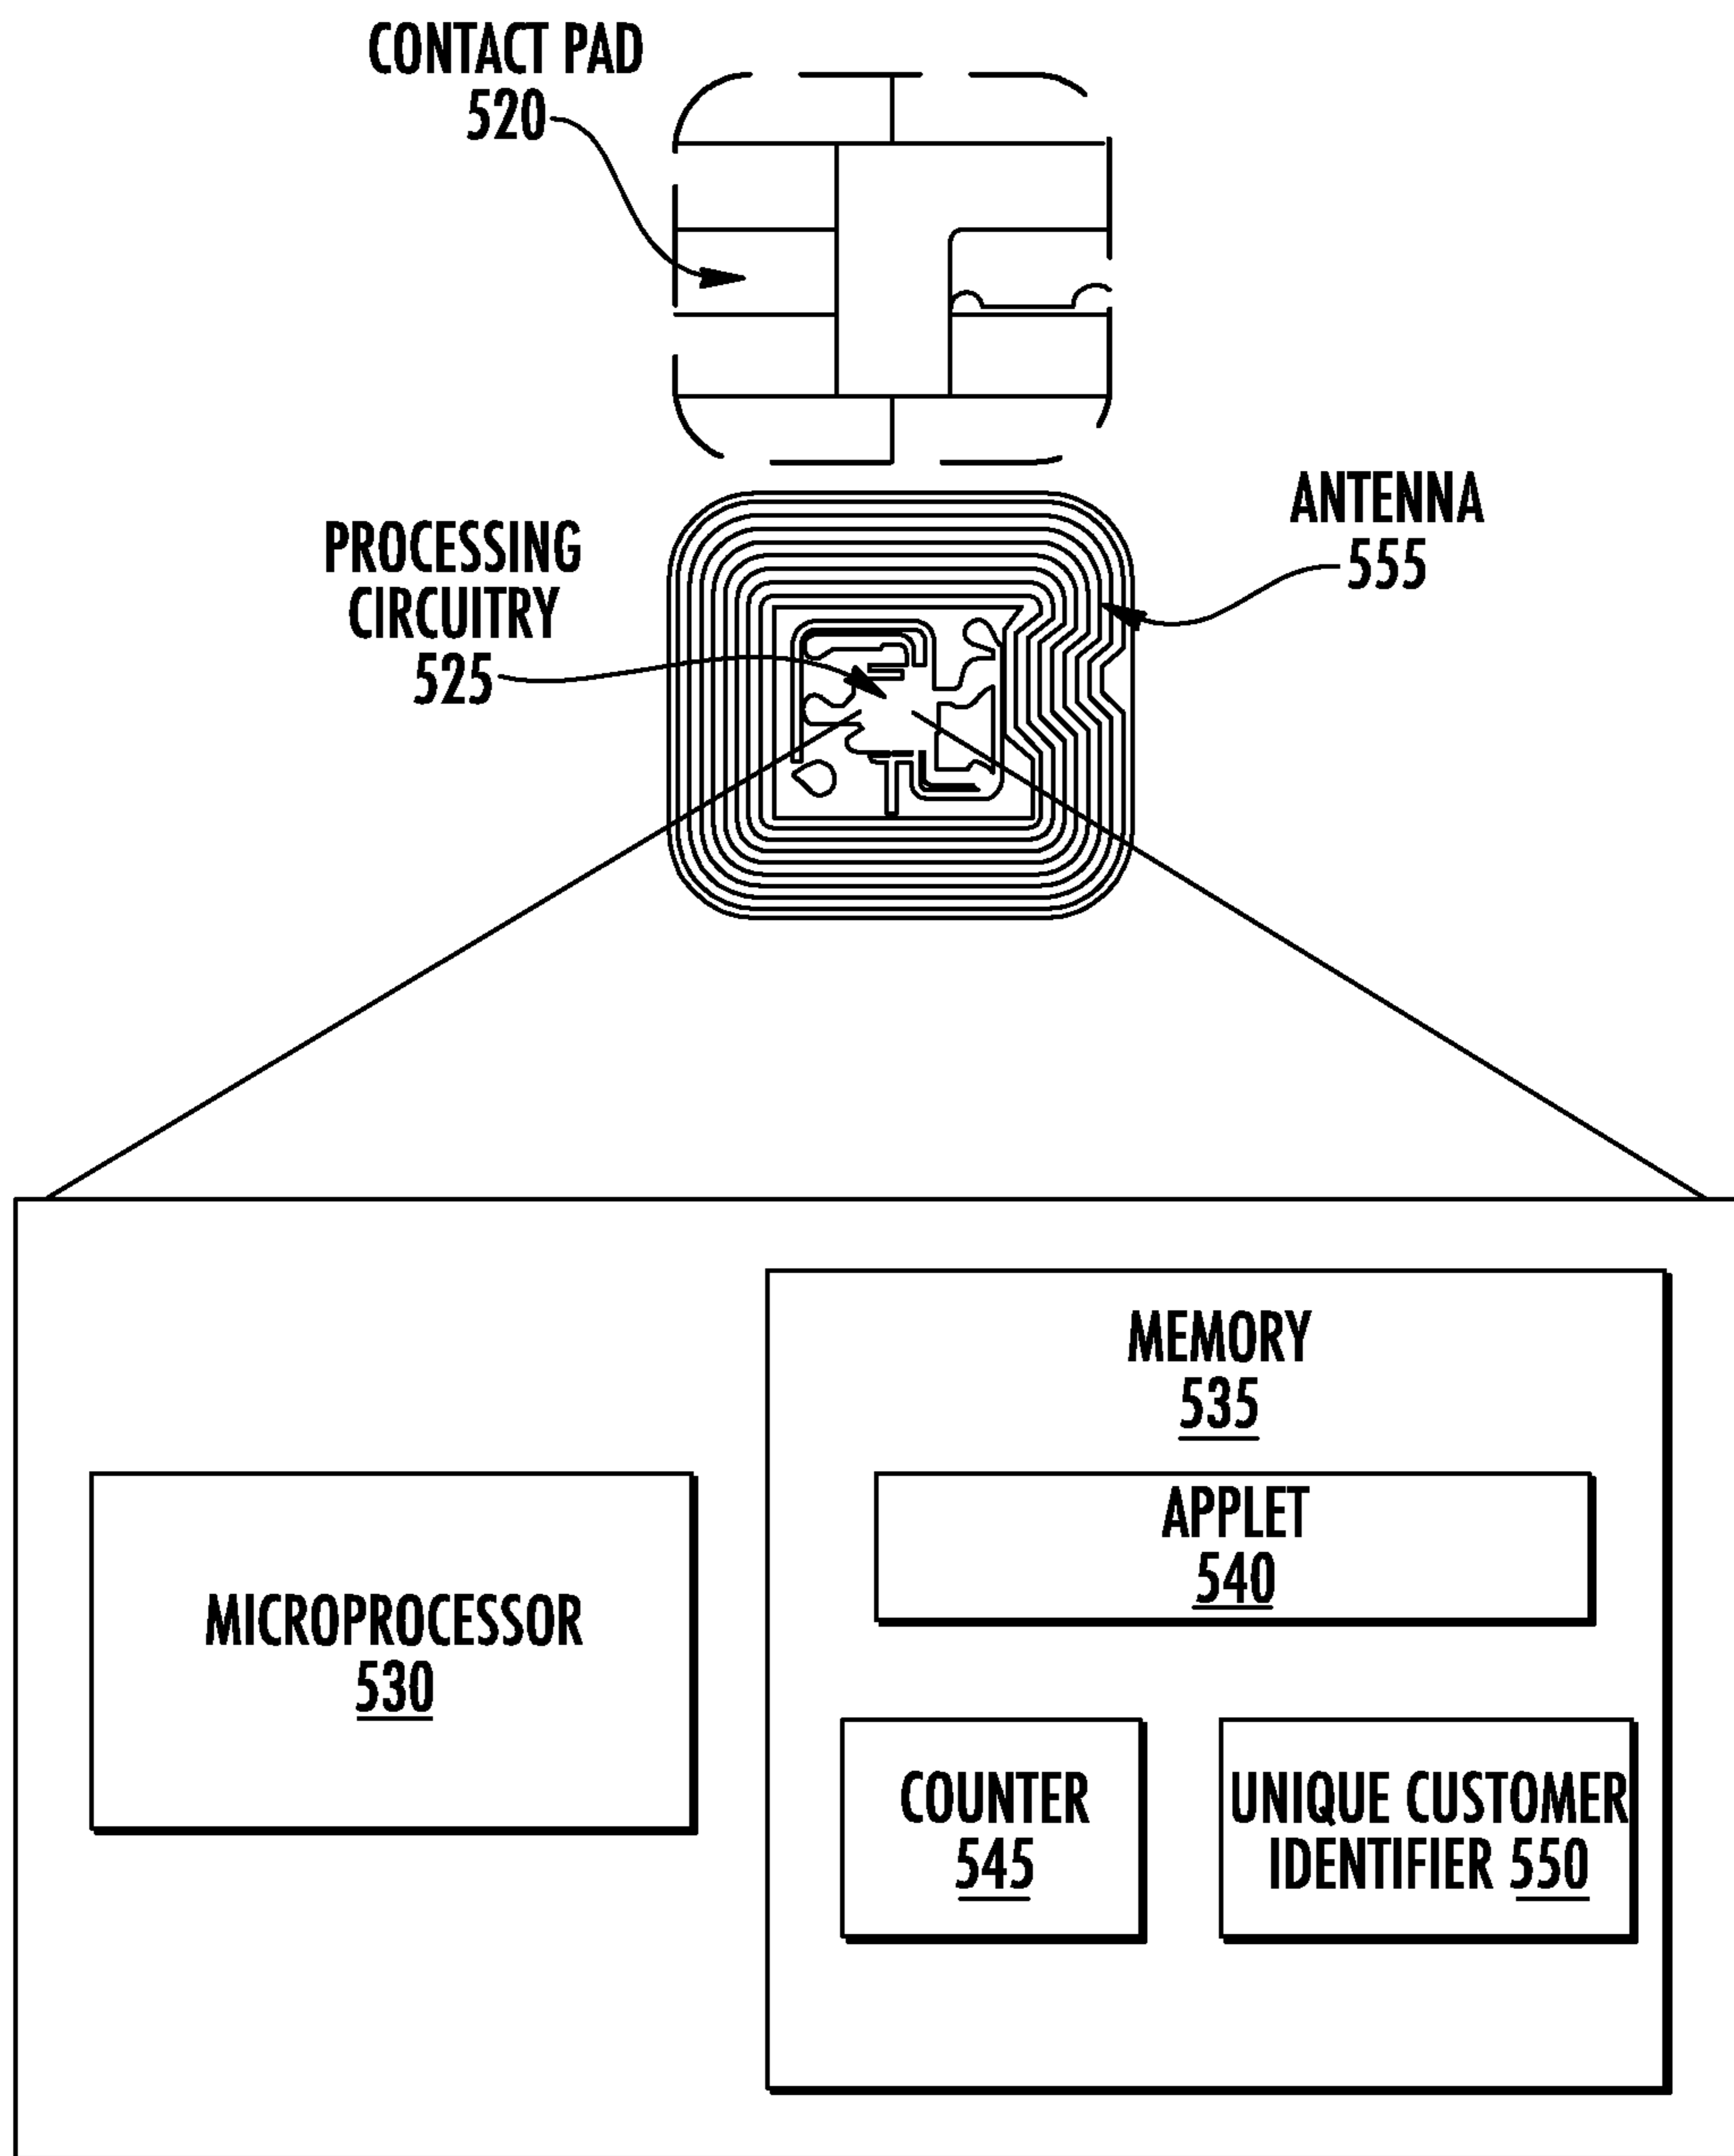 CONTACT PAD
520
PROCESSING
CIRCUITRY
525
ANTENNA
555
MEMORY
535
APPLET
540
MICROPROCESSOR
530
COUNTER
545
UNIQUE CUSTOMER
IDENTIFIER 550